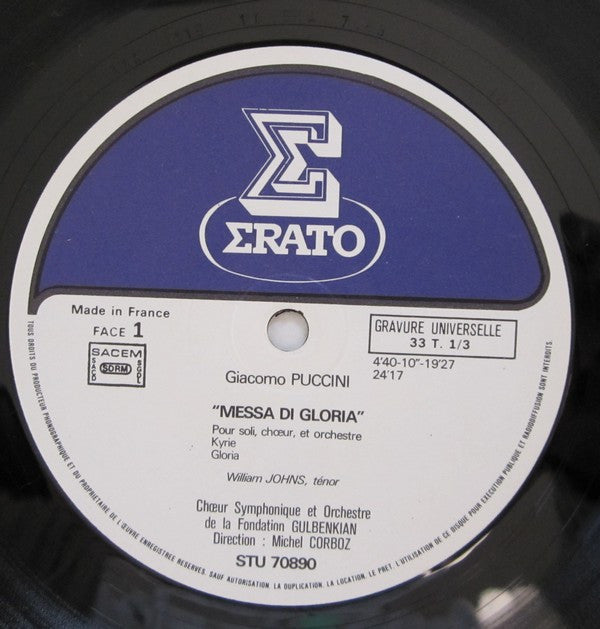 Σ
ΣRATO
Made in France
FACE 1
SACEM
SACD SDRM SGDL
GRAVURE UNIVERSELLE
33 T. 1/3
4'40-10"-19'27
24'17
Giacomo PUCCINI
"MESSA DI GLORIA"
Pour soli, chœur, et orchestre
Kyrie
Gloria
William JOHNS, ténor
Chœur Symphonique et Orchestre
de la Fondation GULBENKIAN
Direction : Michel CORBOZ
STU 70890
TOUS DROITS DU PRODUCTEUR PHONOGRAPHIQUE ET DU PROPRIETAIRE DE L'ŒUVRE ENREGISTREE RESERVES. SAUF AUTORISATION. LA DUPLICATION, LA LOCATION, LE PRET, L'UTILISATION DE CE DISQUE POUR EXECUTION PUBLIQUE ET RADIODIFFUSION SONT INTERDITS.